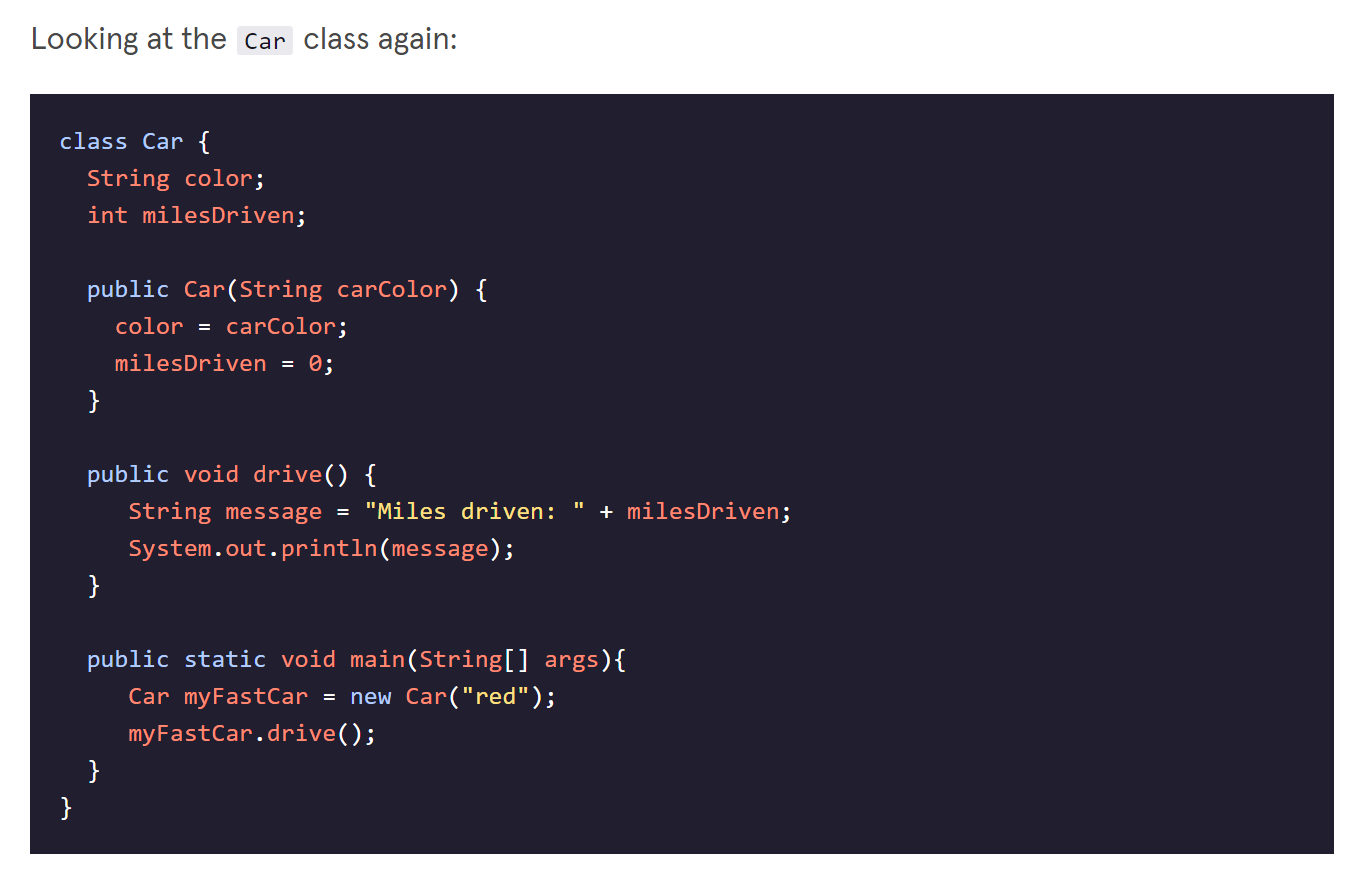 Looking at the Car class again:
class Car {
  String color;
  int milesDriven;

  public Car(String carColor) {
    color = carColor;
    milesDriven = 0;
  }

  public void drive() {
     String message = "Miles driven: " + milesDriven;
     System.out.println(message);
  }

  public static void main(String[] args){
     Car myFastCar = new Car("red");
     myFastCar.drive();
  }
}